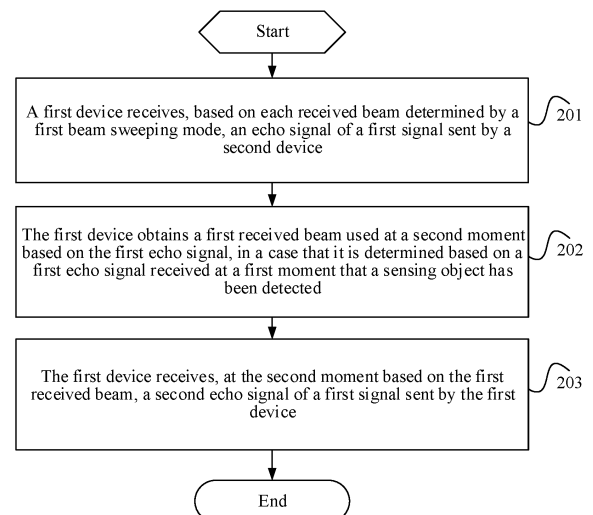 Start
A first device receives, based on each received beam determined by a
first beam sweeping mode, an echo signal of a first signal sent by a
second device
201
The first device obtains a first received beam used at a second moment
based on the first echo signal, in a case that it is determined based on a
first echo signal received at a first moment that a sensing object has
been detected
202
The first device receives, at the second moment based on the first
received beam, a second echo signal of a first signal sent by the first
device
203
End